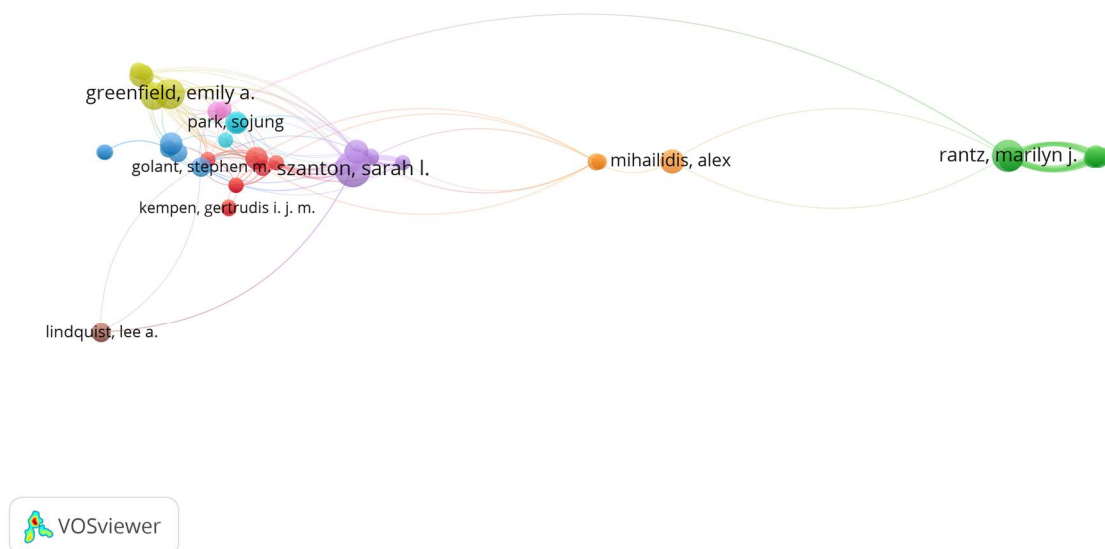 greenfield, emily a.
park, sojung
mihailidis, alex
rantz, marilyn j.
golant, stephen m.
szanton, sarah l.
kempen, gertrudis i. j. m.
lindquist, lee a.
VOSviewer